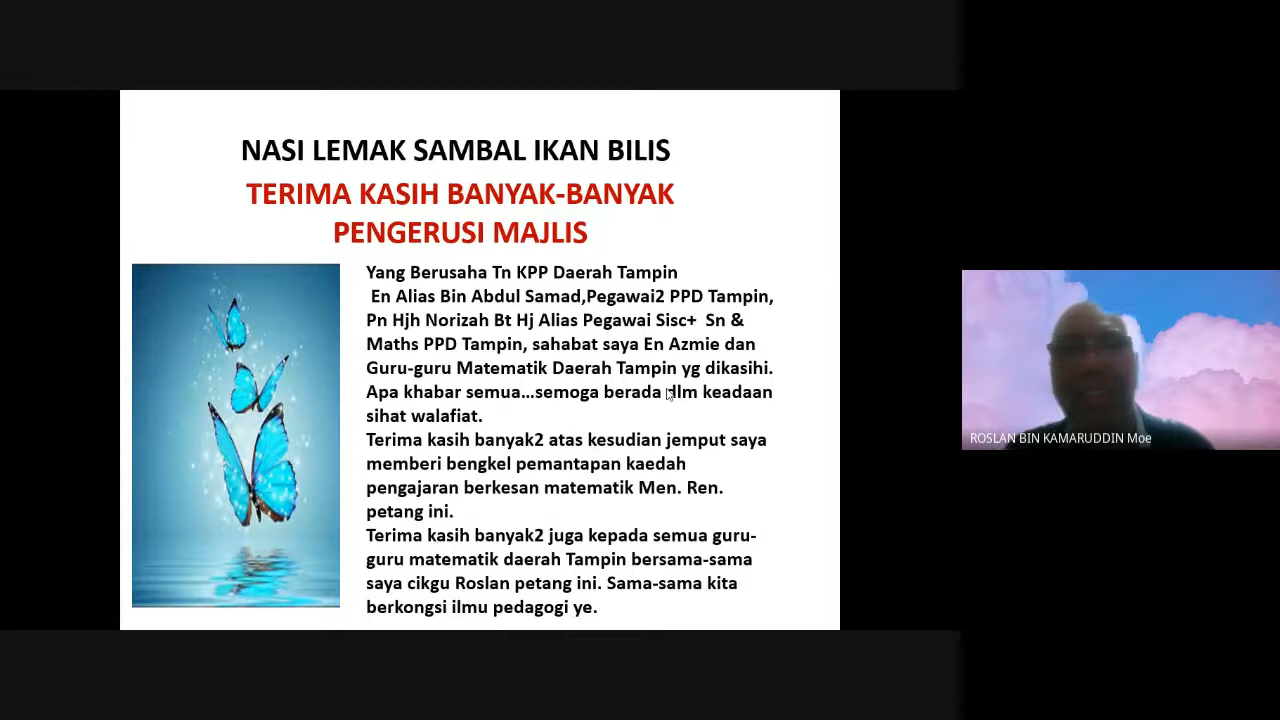 NASI LEMAK SAMBAL IKAN BILIS
TERIMA KASIH BANYAK-BANYAK
PENGERUSI MAJLIS
Yang Berusaha Tn KPP Daerah Tampin
En Alias Bin Abdul Samad,Pegawai2 PPD Tampin,
Pn Hjh Norizah Bt Hj Alias Pegawai Sisc+ Sn &
Maths PPD Tampin, sahabat saya En Azmie dan
Guru-guru Matematik Daerah Tampin yg dikasihi.
Apa khabar semua...semoga berada dlm keadaan
sihat walafiat.
Terima kasih banyak2 atas kesudian jemput saya
memberi bengkel pemantapan kaedah
pengajaran berkesan matematik Men. Ren.
petang ini.
Terima kasih banyak2 juga kepada semua guru-
guru matematik daerah Tampin bersama-sama
saya cikgu Roslan petang ini. Sama-sama kita
berkongsi ilmu pedagogi ye.
ROSLAN BIN KAMARUDDIN Moe